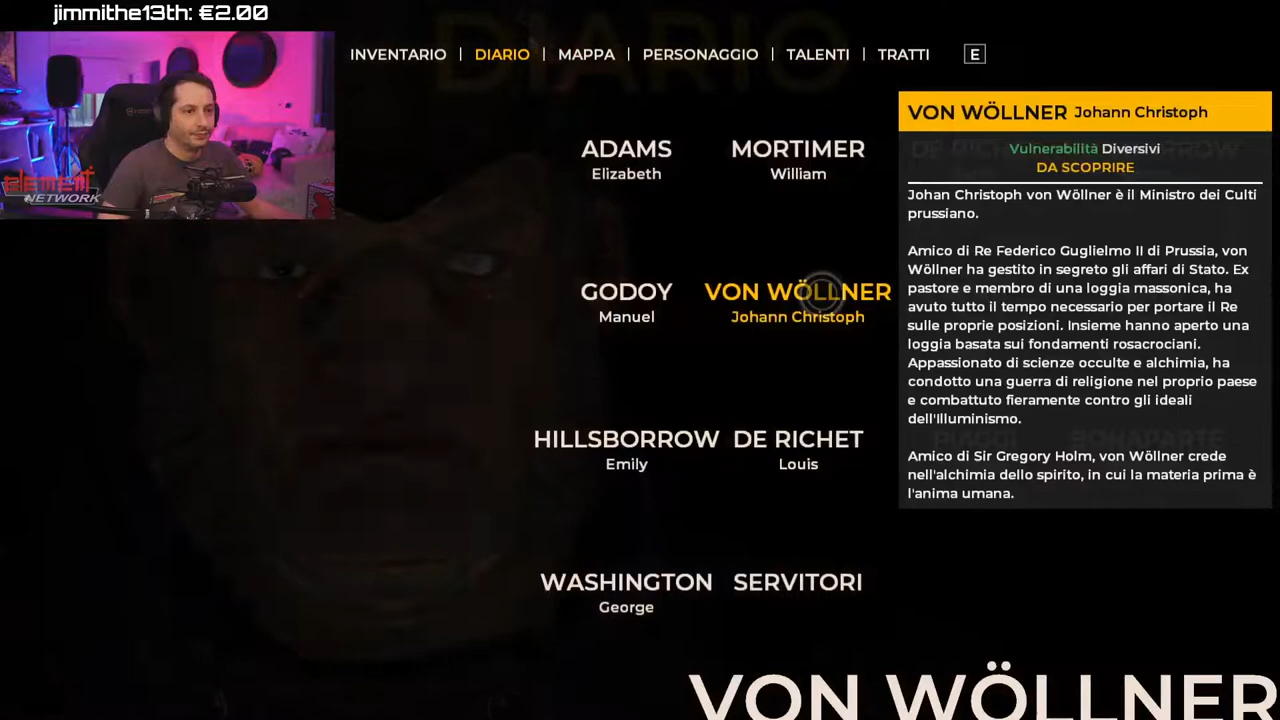 jimmithe13th: €2.00
DIARIO
INVENTARIO | DIARIO | MAPPA | PERSONAGGIO | TALENTI | TRATTI E
element
NETWORK
ADAMS
Elizabeth
MORTIMER
William
GODOY
Manuel
VON WÖLLNER
Johann Christoph
HILLSBORROW
Emily
DE RICHET
Louis
WASHINGTON
George
SERVITORI
VON WÖLLNER Johann Christoph
Vulnerabilità Diversivi
DA SCOPRIRE
Johan Christoph von Wöllner è il Ministro dei Culti
prussiano.
Amico di Re Federico Guglielmo II di Prussia, von
Wöllner ha gestito in segreto gli affari di Stato. Ex
pastore e membro di una loggia massonica, ha
avuto tutto il tempo necessario per portare il Re
sulle proprie posizioni. Insieme hanno aperto una
loggia basata sui fondamenti rosacrociani.
Appassionato di scienze occulte e alchimia, ha
condotto una guerra di religione nel proprio paese
e combattuto fieramente contro gli ideali
dell'Illuminismo.
Amico di Sir Gregory Holm, von Wöllner crede
nell'alchimia dello spirito, in cui la materia prima è
l'anima umana.
VON WÖLLNER